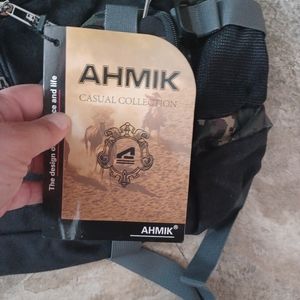 AHMIK
CASUAL COLLECTION
AHMIK®
The design o
ce and life